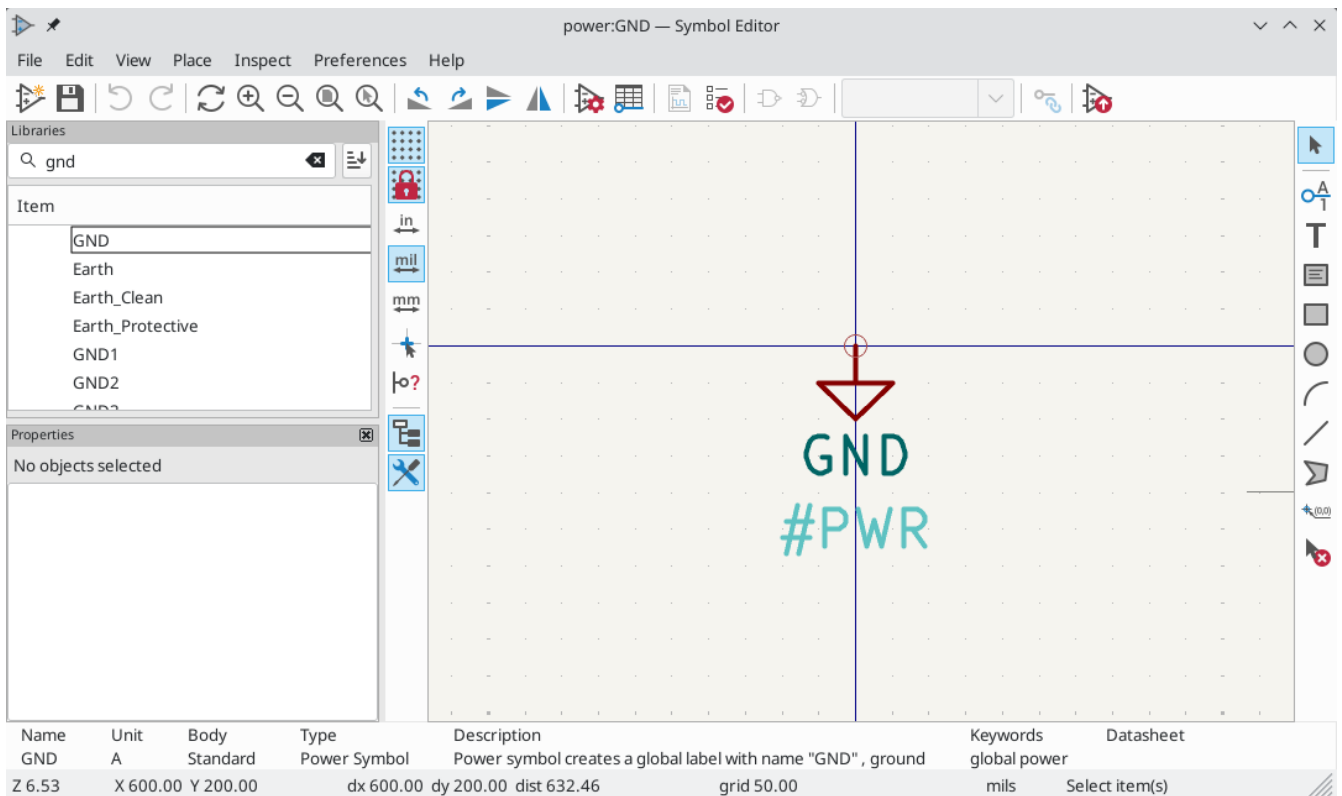 power:GND — Symbol Editor
File Edit View Place Inspect Preferences Help
Libraries
gnd
Item
GND
Earth
Earth_Clean
Earth_Protective
GND1
GND2
Properties
No objects selected
in
mil
mm
?
GND
#PWR
A
1
T
(0,0)
Name Unit Body Type Description Keywords Datasheet
GND A Standard Power Symbol Power symbol creates a global label with name "GND" , ground global power
Z 6.53 X 600.00 Y 200.00 dx 600.00 dy 200.00 dist 632.46 grid 50.00 mils Select item(s)